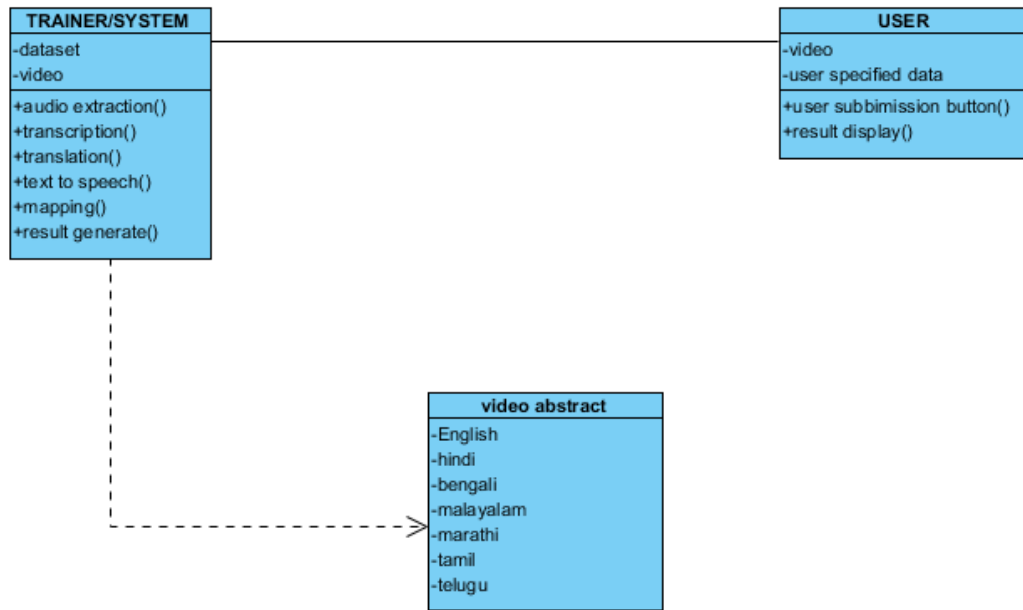 TRAINER/SYSTEM
-dataset
-video
+audio extraction()
+transcription()
+translation()
+text to speech()
+mapping()
+result generate()
USER
-video
-user specified data
+user subbimission button()
+result display()
video abstract
-English
-hindi
-bengali
-malayalam
-marathi
-tamil
-telugu